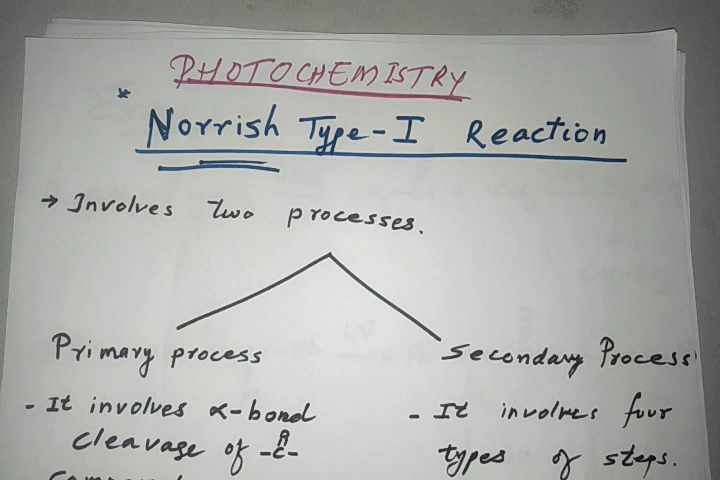 PHOTOCHEMISTRY
* Norrish Type-I Reaction
→ Involves two processes.
Primary process
- It involves α-bond
cleavage of -C-
Secondary Process
- It involves four
types of steps.